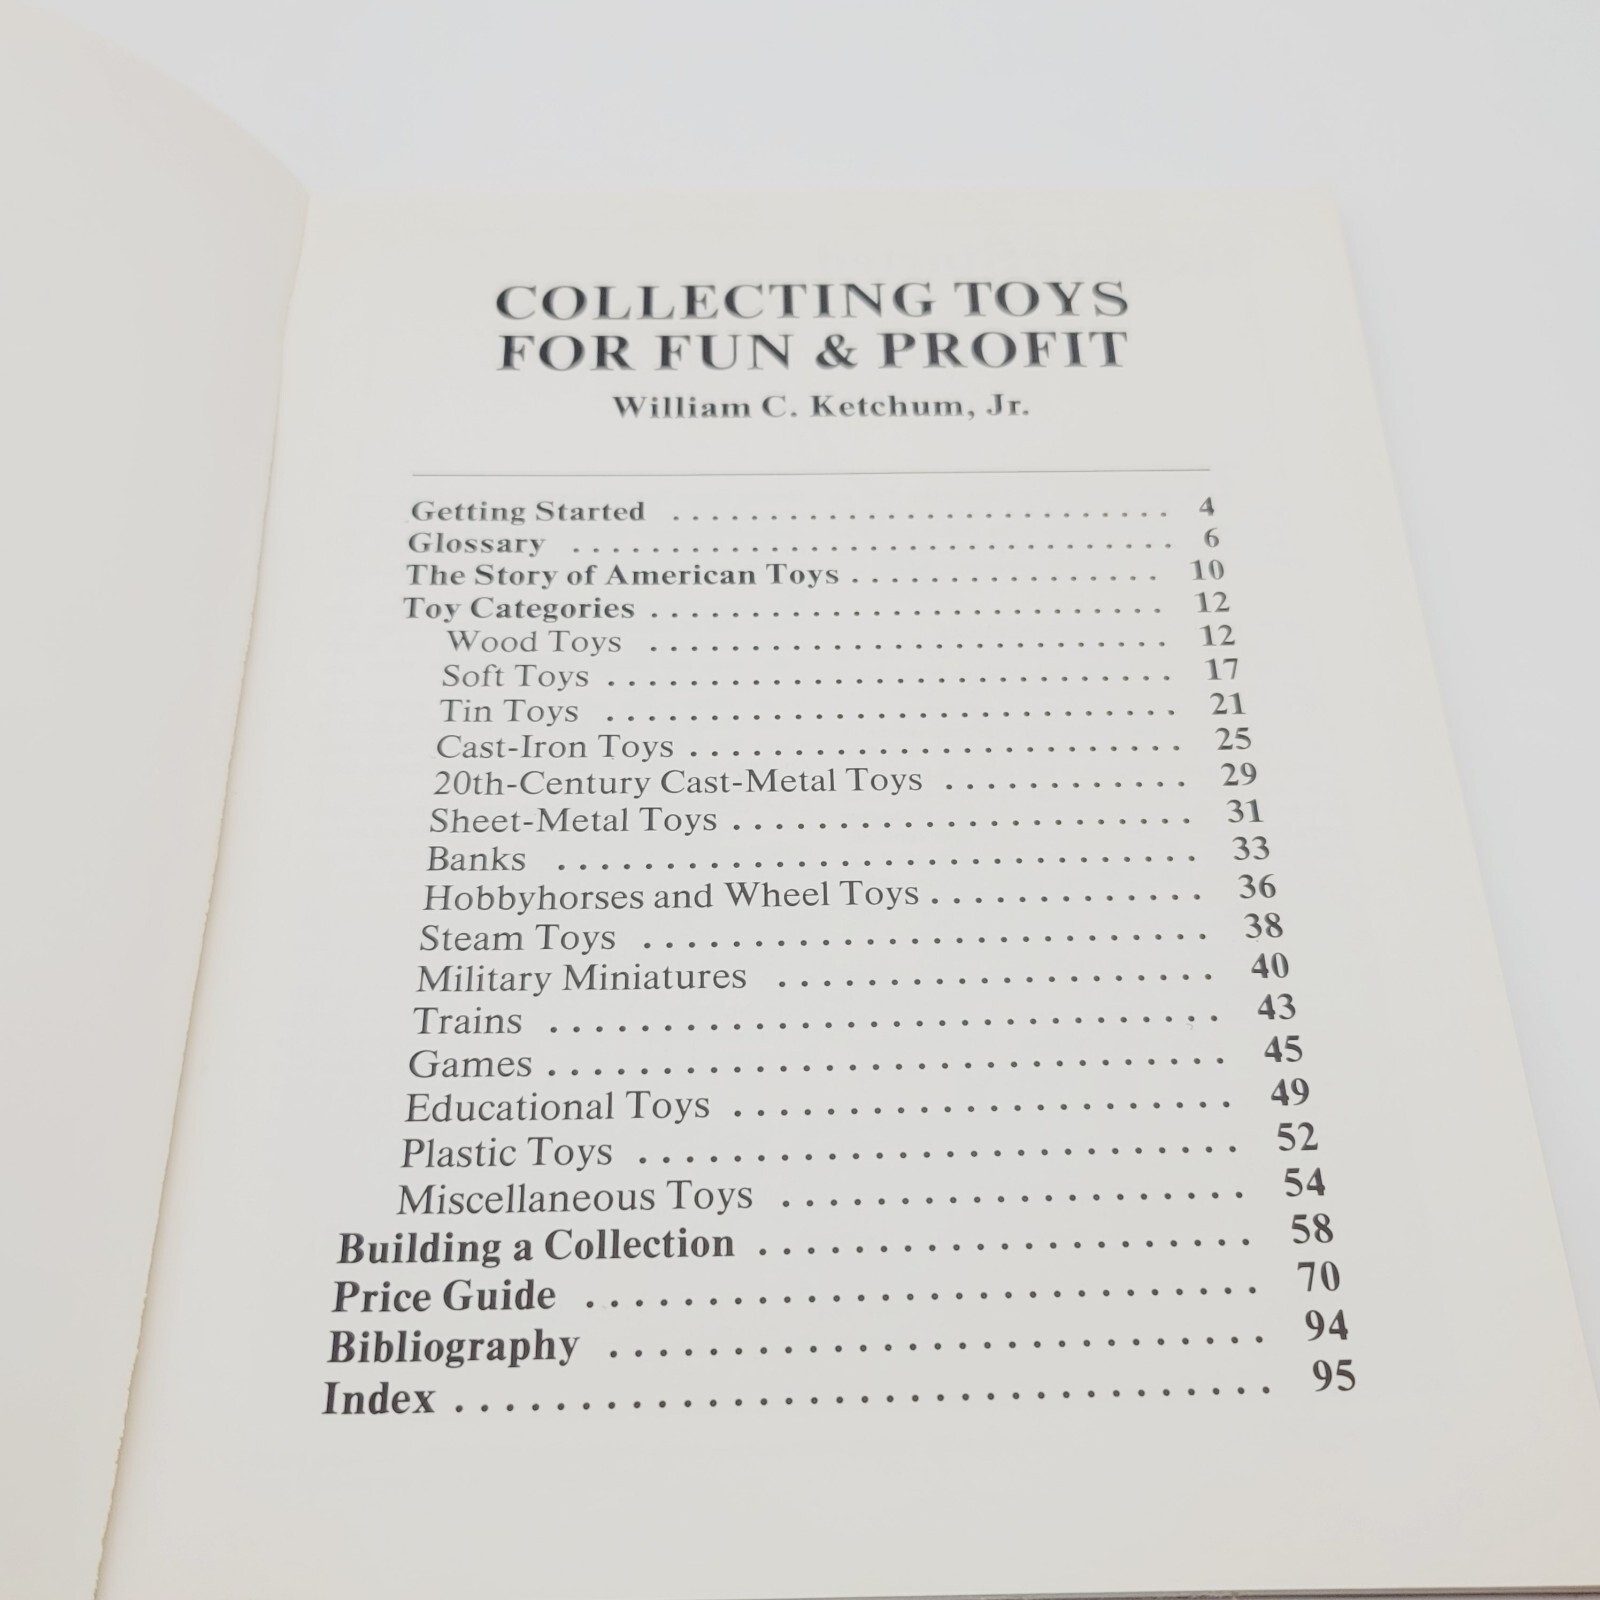 COLLECTING TOYS
FOR FUN & PROFIT
William C. Ketchum, Jr.
Getting Started . . . . . . . . . . . . . . . . . . . . . . . . . . 4
Glossary . . . . . . . . . . . . . . . . . . . . . . . . . . . . . . . 6
The Story of American Toys . . . . . . . . . . . . . . . . 10
Toy Categories . . . . . . . . . . . . . . . . . . . . . . . . . . . 12
Wood Toys . . . . . . . . . . . . . . . . . . . . . . . . . . . 12
Soft Toys . . . . . . . . . . . . . . . . . . . . . . . . . . . . . 17
Tin Toys . . . . . . . . . . . . . . . . . . . . . . . . . . . . . 21
Cast-Iron Toys . . . . . . . . . . . . . . . . . . . . . . . . . 25
20th-Century Cast-Metal Toys . . . . . . . . . . . . 29
Sheet-Metal Toys . . . . . . . . . . . . . . . . . . . . . . 31
Banks . . . . . . . . . . . . . . . . . . . . . . . . . . . . . . 33
Hobbyhorses and Wheel Toys . . . . . . . . . . . . . 36
Steam Toys . . . . . . . . . . . . . . . . . . . . . . . . . . 38
Military Miniatures . . . . . . . . . . . . . . . . . . . 40
Trains . . . . . . . . . . . . . . . . . . . . . . . . . . . . . 43
Games . . . . . . . . . . . . . . . . . . . . . . . . . . . . . 45
Educational Toys . . . . . . . . . . . . . . . . . . . . . 49
Plastic Toys . . . . . . . . . . . . . . . . . . . . . . . . . 52
Miscellaneous Toys . . . . . . . . . . . . . . . . . . . 54
Building a Collection . . . . . . . . . . . . . . . . . . . . 58
Price Guide . . . . . . . . . . . . . . . . . . . . . . . . . . . 70
Bibliography . . . . . . . . . . . . . . . . . . . . . . . . . . 94
Index . . . . . . . . . . . . . . . . . . . . . . . . . . . . . . . . 95